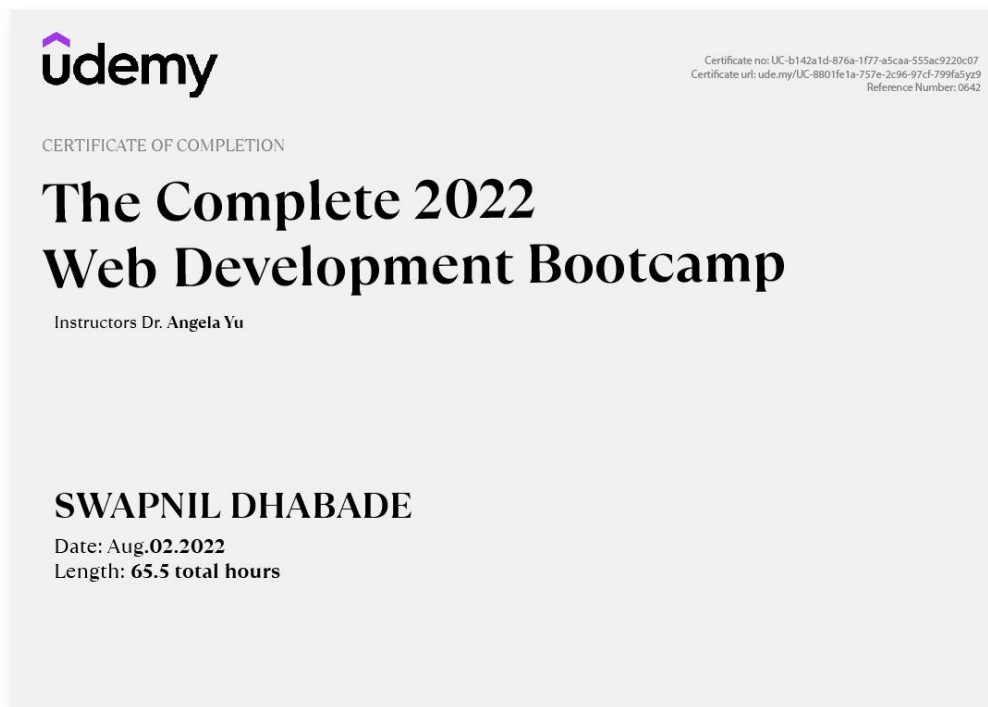 udemy
Certificate no: UC-b142a1d-876a-1f77-a5caa-555ac9220c07
Certificate url: ude.my/UC-8801fe1a-757e-2c96-97cf-799fa5yz9
Reference Number: 0642
CERTIFICATE OF COMPLETION
The Complete 2022
Web Development Bootcamp
Instructors Dr. Angela Yu
SWAPNIL DHABADE
Date: Aug.02.2022
Length: 65.5 total hours